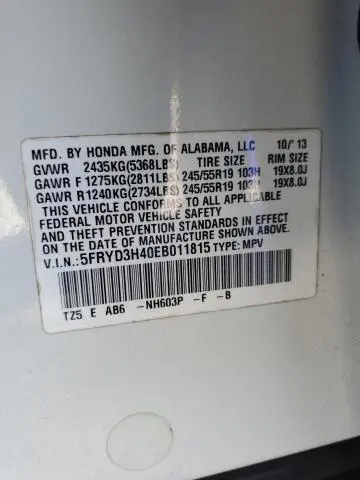 MFD. BY HONDA MFG. OF ALABAMA, LLC 10/'13
GVWR 2435KG(5368LBS) TIRE SIZE RIM SIZE
GAWR F 1275KG(2811LBS) 245/55R19 103H 19X8.0J
GAWR R1240KG(2734LBS) 245/55R19 103H 19X8.0J
THIS VEHICLE CONFORMS TO ALL APPLICABLE
FEDERAL MOTOR VEHICLE SAFETY
AND THEFT PREVENTION STANDARDS IN EFFECT
ON THE DATE OF MANUFACTURE SHOWN ABOVE.
V.I.N.:5FRYD3H40EB011815 TYPE: MPV
TZ5 E AB6 -NH603P -F -B